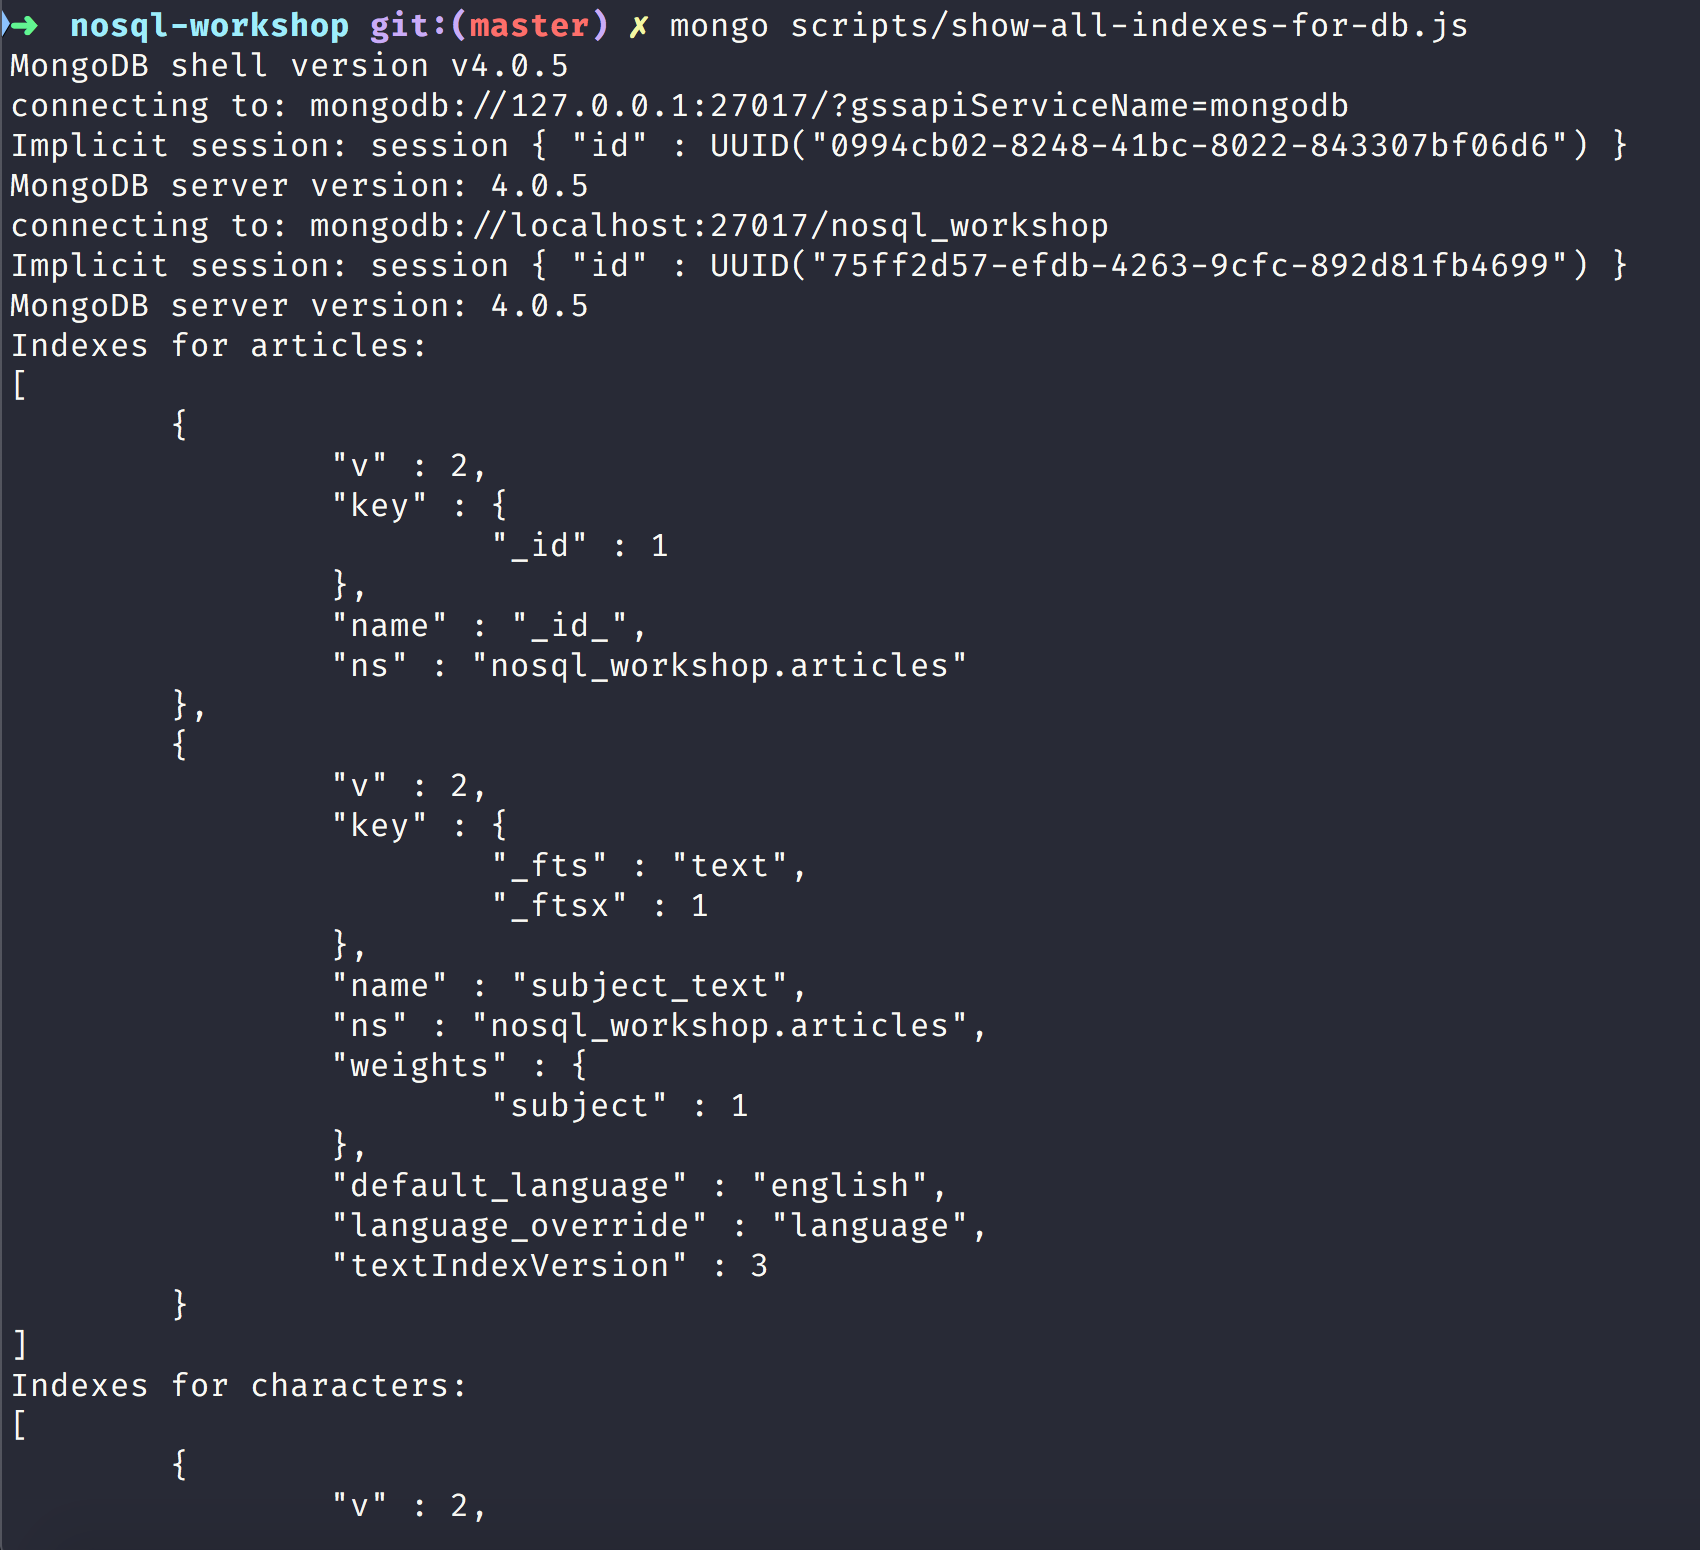 ➜  nosql-workshop git:(master) ✗ mongo scripts/show-all-indexes-for-db.js
MongoDB shell version v4.0.5
connecting to: mongodb://127.0.0.1:27017/?gssapiServiceName=mongodb
Implicit session: session { "id" : UUID("0994cb02-8248-41bc-8022-843307bf06d6") }
MongoDB server version: 4.0.5
connecting to: mongodb://localhost:27017/nosql_workshop
Implicit session: session { "id" : UUID("75ff2d57-efdb-4263-9cfc-892d81fb4699") }
MongoDB server version: 4.0.5
Indexes for articles:
[
        {
                "v" : 2,
                "key" : {
                        "_id" : 1
                },
                "name" : "_id_",
                "ns" : "nosql_workshop.articles"
        },
        {
                "v" : 2,
                "key" : {
                        "_fts" : "text",
                        "_ftsx" : 1
                },
                "name" : "subject_text",
                "ns" : "nosql_workshop.articles",
                "weights" : {
                        "subject" : 1
                },
                "default_language" : "english",
                "language_override" : "language",
                "textIndexVersion" : 3
        }
]
Indexes for characters:
[
        {
                "v" : 2,